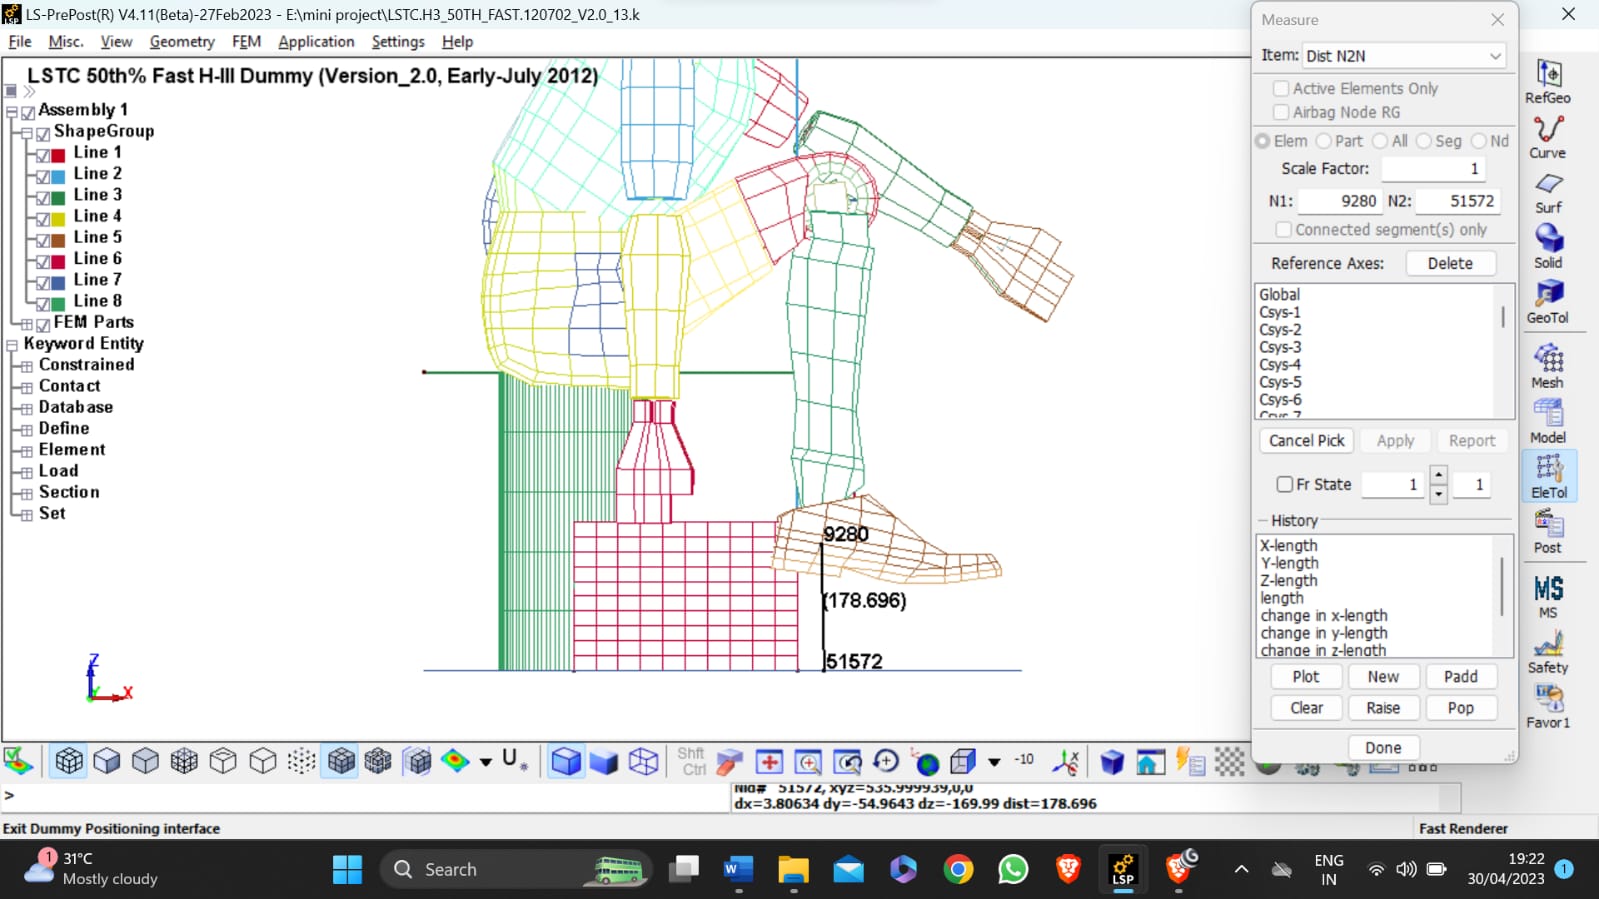 LS-PrePost(R) V4.11(Beta)-27Feb2023 - E:\mini project\LSTC.H3_50TH_FAST.120702_V2.0_13.k
File Misc. View Geometry FEM Application Settings Help
LSTC 50th% Fast H-III Dummy (Version_2.0, Early-July 2012)
Assembly 1
ShapeGroup
Line 1
Line 2
Line 3
Line 4
Line 5
Line 6
Line 7
Line 8
FEM Parts
Keyword Entity
Constrained
Contact
Database
Define
Element
Load
Section
Set
9280
(178.696)
51572
Z
Y
X
Measure
Item: Dist N2N
Active Elements Only
Airbag Node RG
Elem Part All Seg Nd
Scale Factor: 1
N1: 9280 N2: 51572
Connected segment(s) only
Reference Axes: Delete
Global
Csys-1
Csys-2
Csys-3
Csys-4
Csys-5
Csys-6
Csys-7
Cancel Pick Apply Report
Fr State 1 1
History
X-length
Y-length
Z-length
length
change in x-length
change in y-length
change in z-length
Plot New Padd
Clear Raise Pop
Done
RefGeo
Curve
Surf
Solid
GeoTol
Mesh
Model
EleTol
Post
MS
MS
Safety
Favor1
U
Shft
Ctrl
-10
>
Nid# 51572, xyz=535.999939,0,0
dx=3.80634 dy=-54.9643 dz=-169.99 dist=178.696
Exit Dummy Positioning interface
Fast Renderer
1
31°C
Mostly cloudy
Search
W
LSP
G
ENG
IN
19:22
30/04/2023
1